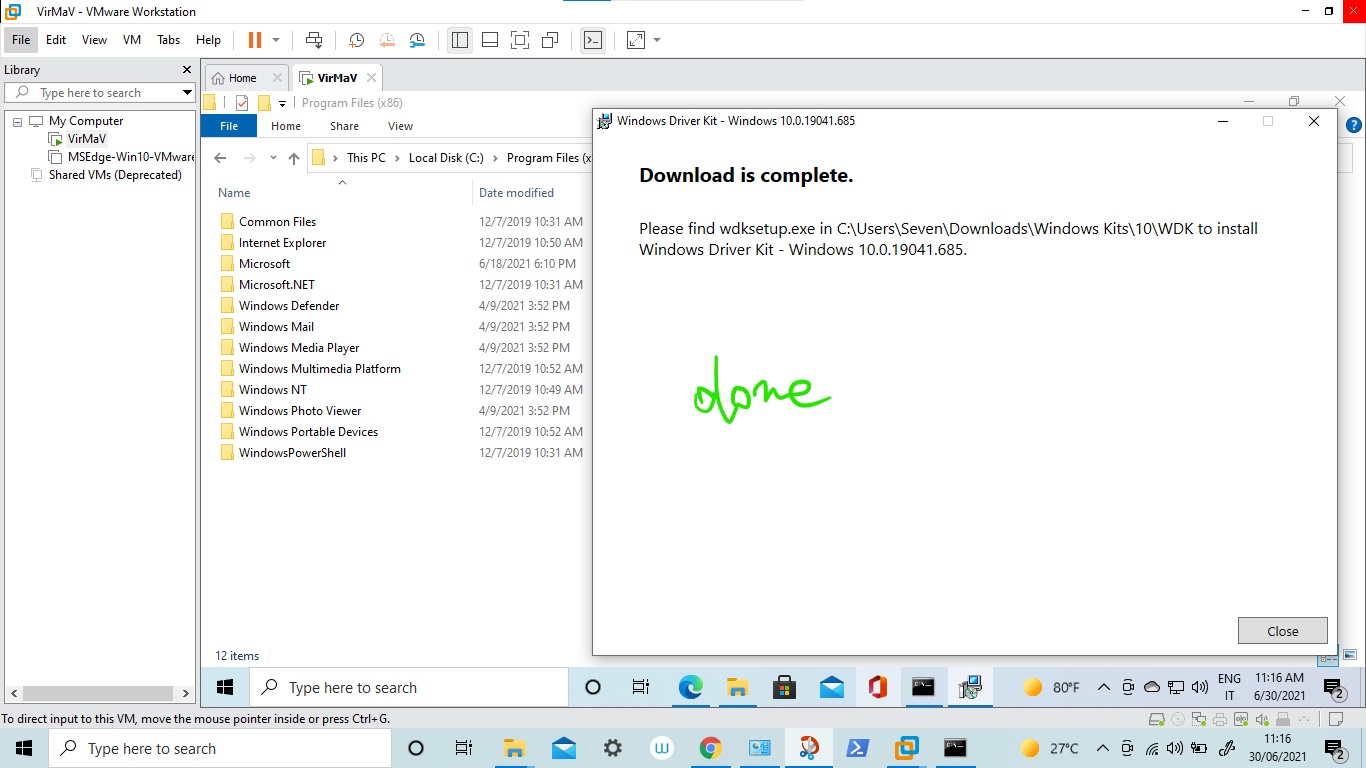 VirMaV - VMware Workstation
File Edit View VM Tabs Help
Library
Type here to search
My Computer
VirMaV
MSEdge-Win10-VMware
Shared VMs (Deprecated)
Home
VirMaV
Program Files (x86)
File Home Share View
This PC Local Disk (C:) Program Files (x
Name Date modified
Common Files 12/7/2019 10:31 AM
Internet Explorer 12/7/2019 10:50 AM
Microsoft 6/18/2021 6:10 PM
Microsoft.NET 12/7/2019 10:31 AM
Windows Defender 4/9/2021 3:52 PM
Windows Mail 4/9/2021 3:52 PM
Windows Media Player 4/9/2021 3:52 PM
Windows Multimedia Platform 12/7/2019 10:52 AM
Windows NT 12/7/2019 10:49 AM
Windows Photo Viewer 4/9/2021 3:52 PM
Windows Portable Devices 12/7/2019 10:52 AM
WindowsPowerShell 12/7/2019 10:31 AM
12 items
Windows Driver Kit - Windows 10.0.19041.685
Download is complete.
Please find wdksetup.exe in C:\Users\Seven\Downloads\Windows Kits\10\WDK to install
Windows Driver Kit - Windows 10.0.19041.685.
done
Close
Type here to search
80°F
ENG
IT
11:16 AM
6/30/2021
2
To direct input to this VM, move the mouse pointer inside or press Ctrl+G.
Type here to search
27°C
11:16
30/06/2021
2